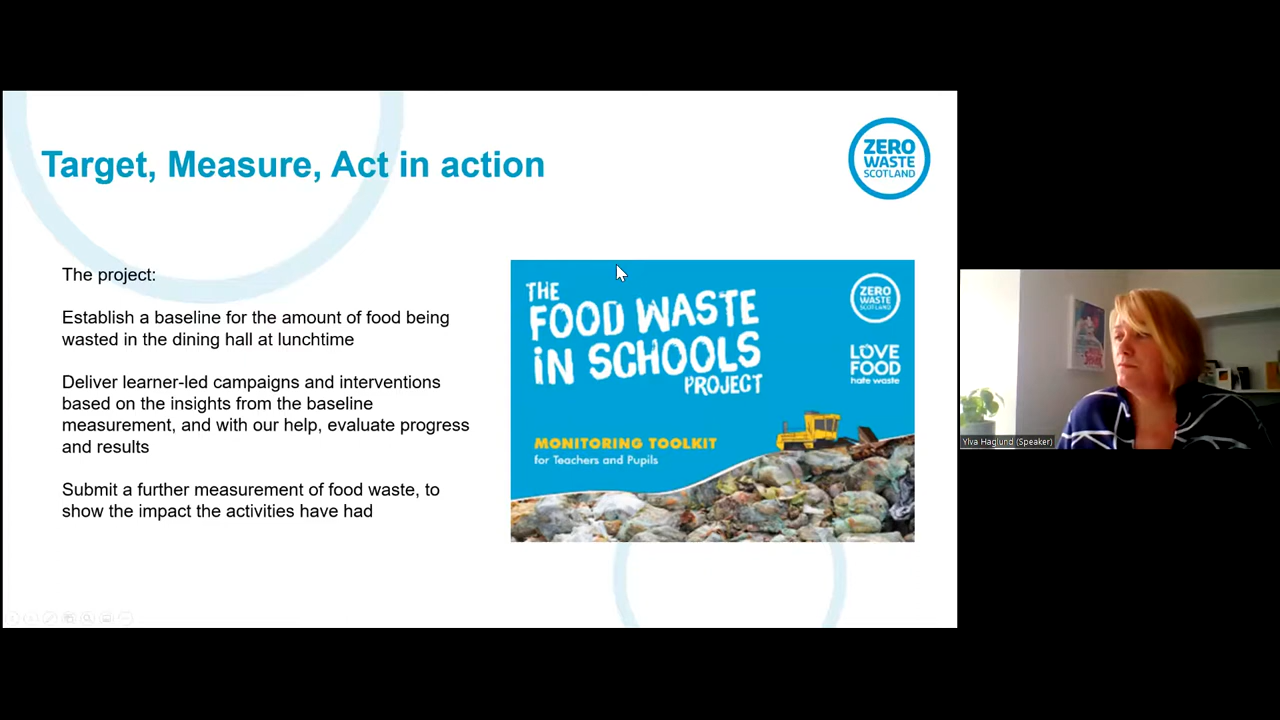 Target, Measure, Act in action
ZERO
WASTE
SCOTLAND
The project:
Establish a baseline for the amount of food being
wasted in the dining hall at lunchtime
Deliver learner-led campaigns and interventions
based on the insights from the baseline
measurement, and with our help, evaluate progress
and results
Submit a further measurement of food waste, to
show the impact the activities have had
THE
FOOD WASTE
iN SCHOOLS
PROJECT
ZERO
WASTE
SCOTLAND
LOVE
FOOD
hate waste
MONITORING TOOLKIT
for Teachers and Pupils
Ylva Haglund (Speaker)